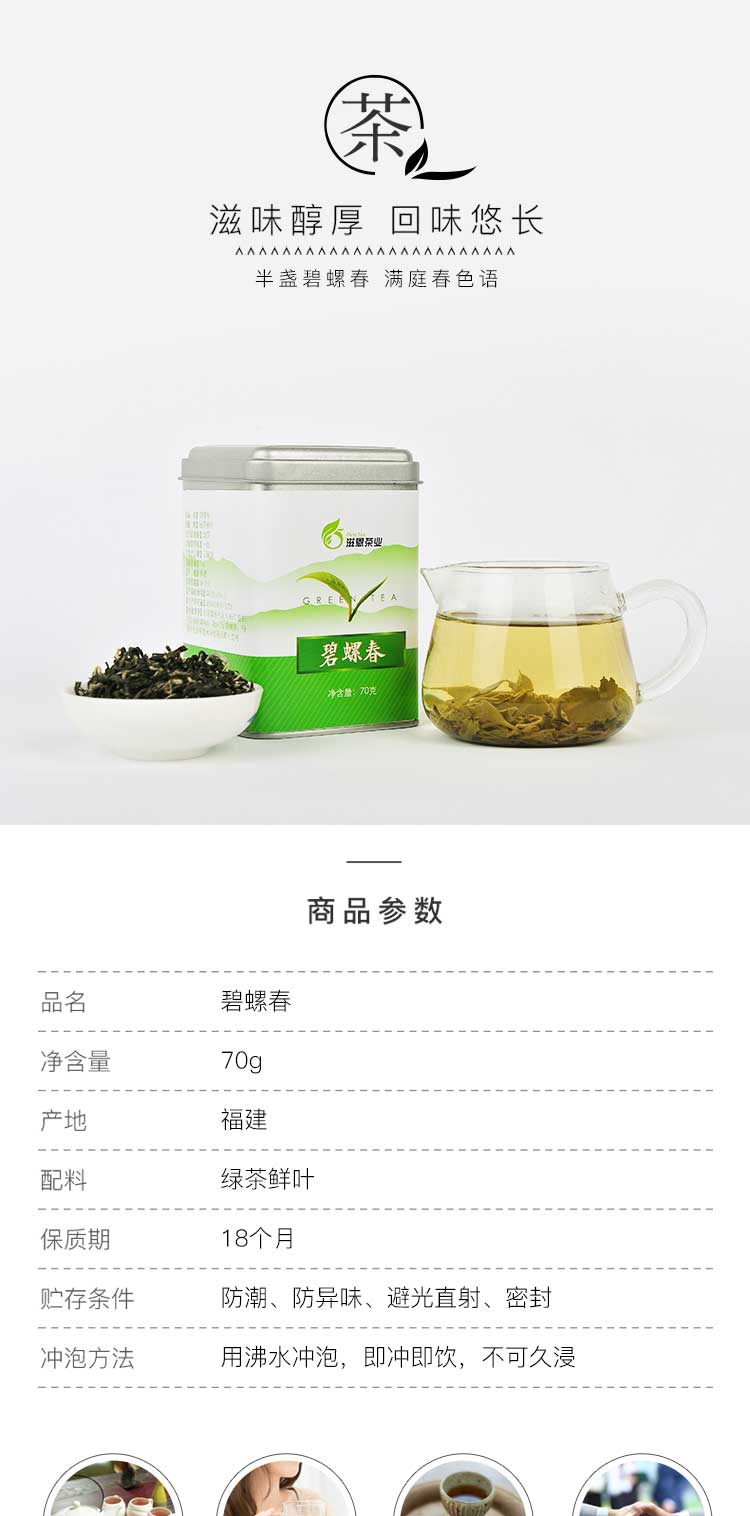 茶
滋味醇厚 回味悠长
半盏碧螺春 满庭春色语
滋恩茶业
GREEN TEA
碧螺春
净含量：70克
商品参数
品名 碧螺春
净含量 70g
产地 福建
配料 绿茶鲜叶
保质期 18个月
贮存条件 防潮、防异味、避光直射、密封
冲泡方法 用沸水冲泡，即冲即饮，不可久浸